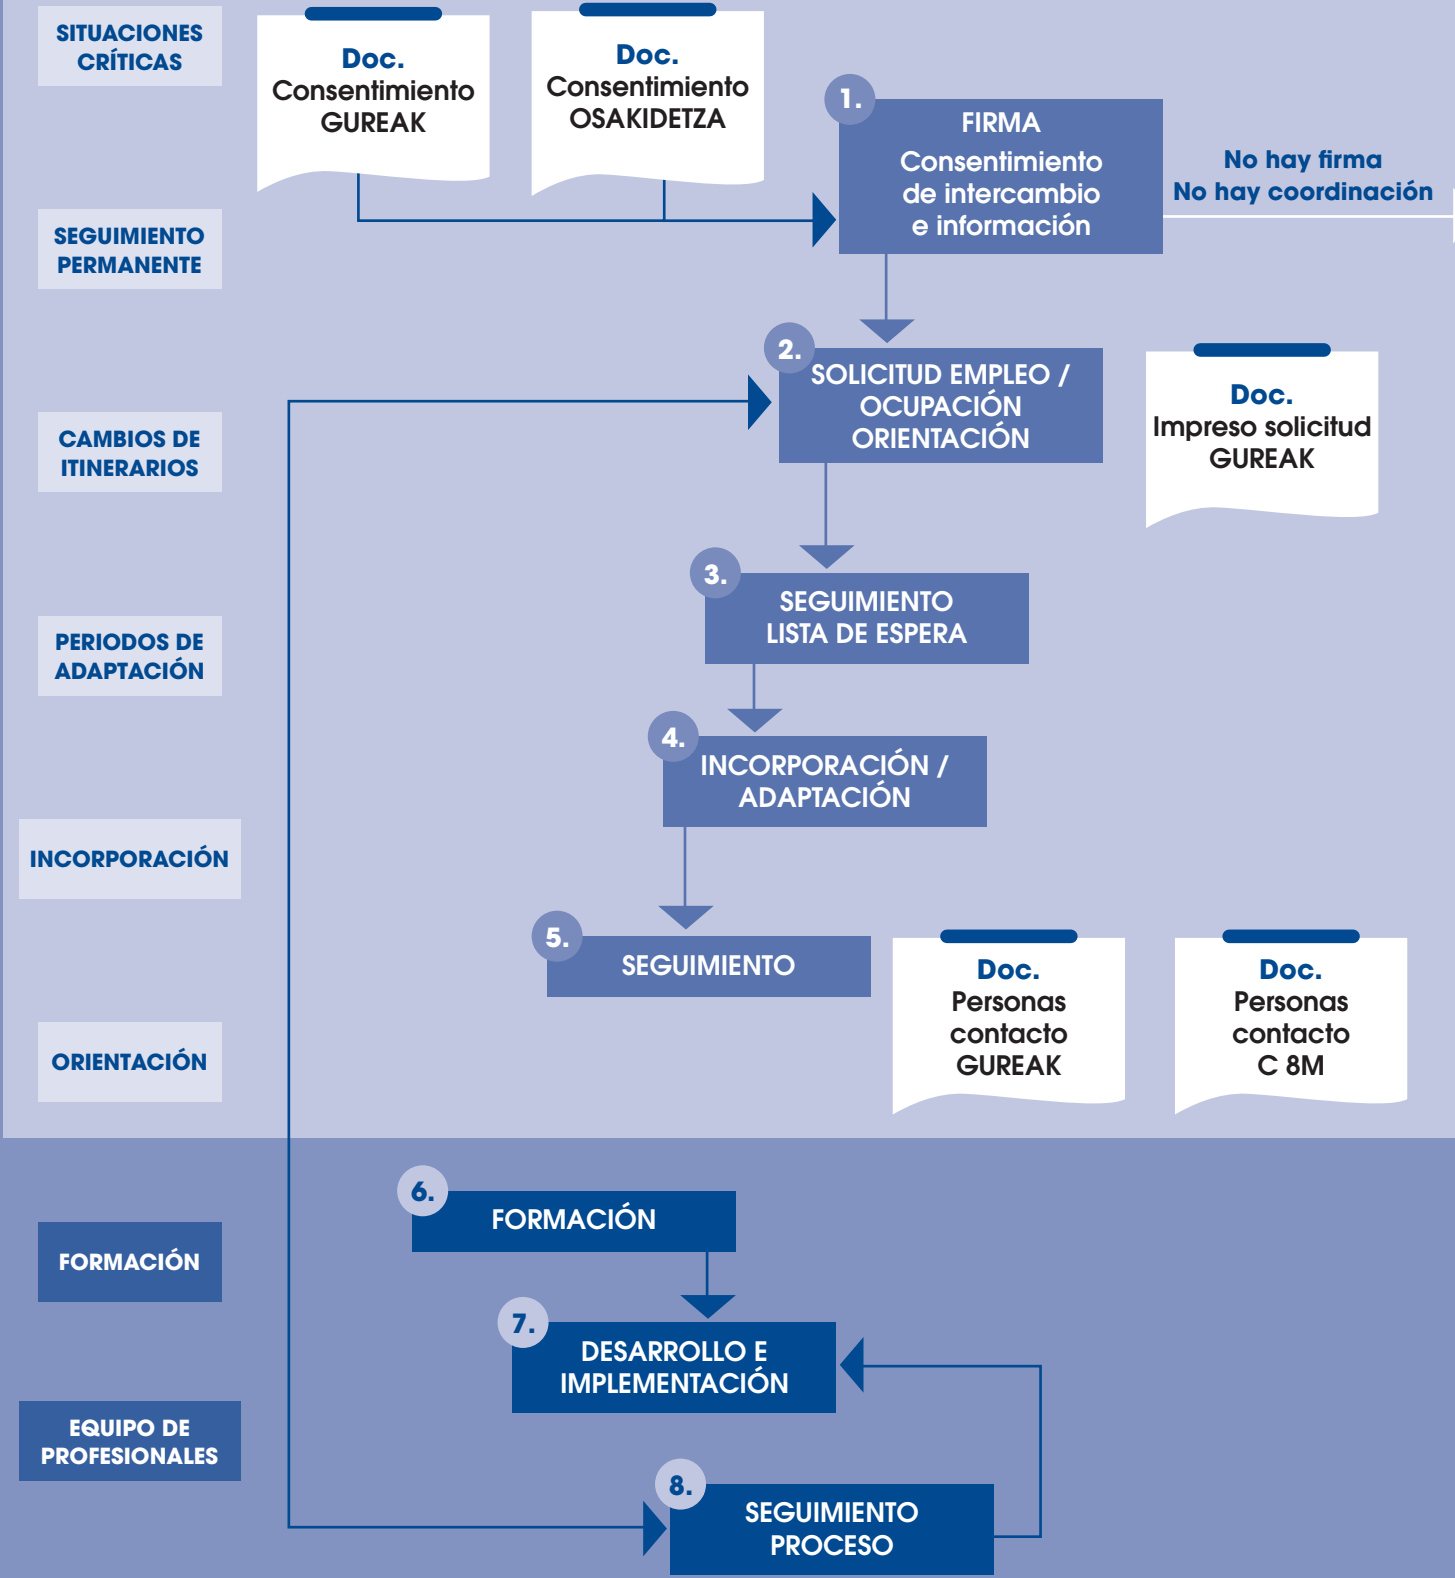 SITUACIONES
CRÍTICAS
Doc.
Consentimiento
GUREAK
Doc.
Consentimiento
OSAKIDETZA
1.
FIRMA
Consentimiento
de intercambio
e información
No hay firma
No hay coordinación
SEGUIMIENTO
PERMANENTE
2.
SOLICITUD EMPLEO /
OCUPACIÓN
ORIENTACIÓN
Doc.
Impreso solicitud
GUREAK
CAMBIOS DE
ITINERARIOS
3.
SEGUIMIENTO
LISTA DE ESPERA
PERIODOS DE
ADAPTACIÓN
4.
INCORPORACIÓN /
ADAPTACIÓN
INCORPORACIÓN
5.
SEGUIMIENTO
Doc.
Personas
contacto
GUREAK
Doc.
Personas
contacto
C 8M
ORIENTACIÓN
6.
FORMACIÓN
FORMACIÓN
7.
DESARROLLO E
IMPLEMENTACIÓN
EQUIPO DE
PROFESIONALES
8.
SEGUIMIENTO
PROCESO